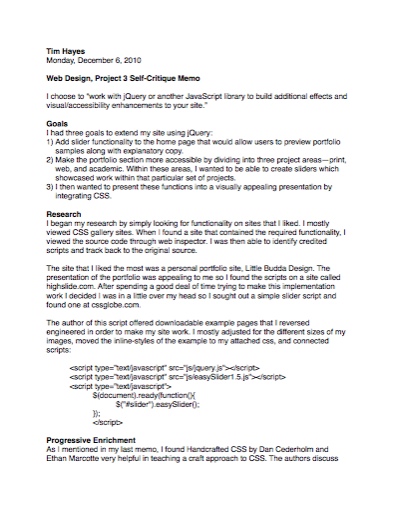 Tim Hayes
Monday, December 6, 2010
Web Design, Project 3 Self-Critique Memo
I choose to "work with jQuery or another JavaScript library to build additional effects and
visual/accessibility enhancements to your site."
Goals
I had three goals to extend my site using jQuery:
1) Add slider functionality to the home page that would allow users to preview portfolio
samples along with explanatory copy.
2) Make the portfolio section more accessible by dividing into three project areas—print,
web, and academic. Within these areas, I wanted to be able to create sliders which
showcased work within that particular set of projects.
3) I then wanted to present these functions into a visually appealing presentation by
integrating CSS.
Research
I began my research by simply looking for functionality on sites that I liked. I mostly
viewed CSS gallery sites. When I found a site that contained the required functionality, I
viewed the source code through web inspector. I was then able to identify credited
scripts and track back to the original source.
The site that I liked the most was a personal portfolio site, Little Budda Design. The
presentation of the portfolio was appealing to me so I found the scripts on a site called
highslide.com. After spending a good deal of time trying to make this implementation
work I decided I was in a little over my head so I sought out a simple slider script and
found one at cssglobe.com.
The author of this script offered downloadable example pages that I reversed
engineered in order to make my site work. I mostly adjusted for the different sizes of my
images, moved the inline-styles of the example to my attached css, and connected
scripts:
<script type="text/javascript" src="js/jquery.js"></script>
<script type="text/javascript" src="js/easySlider1.5.js"></script>
<script type="text/javascript">
$(document).ready(function(){
$("#slider").easySlider();
});
</script>
Progressive Enrichment
As I mentioned in my last memo, I found Handcrafted CSS by Dan Cederholm and
Ethan Marcotte very helpful in teaching a craft approach to CSS. The authors discuss